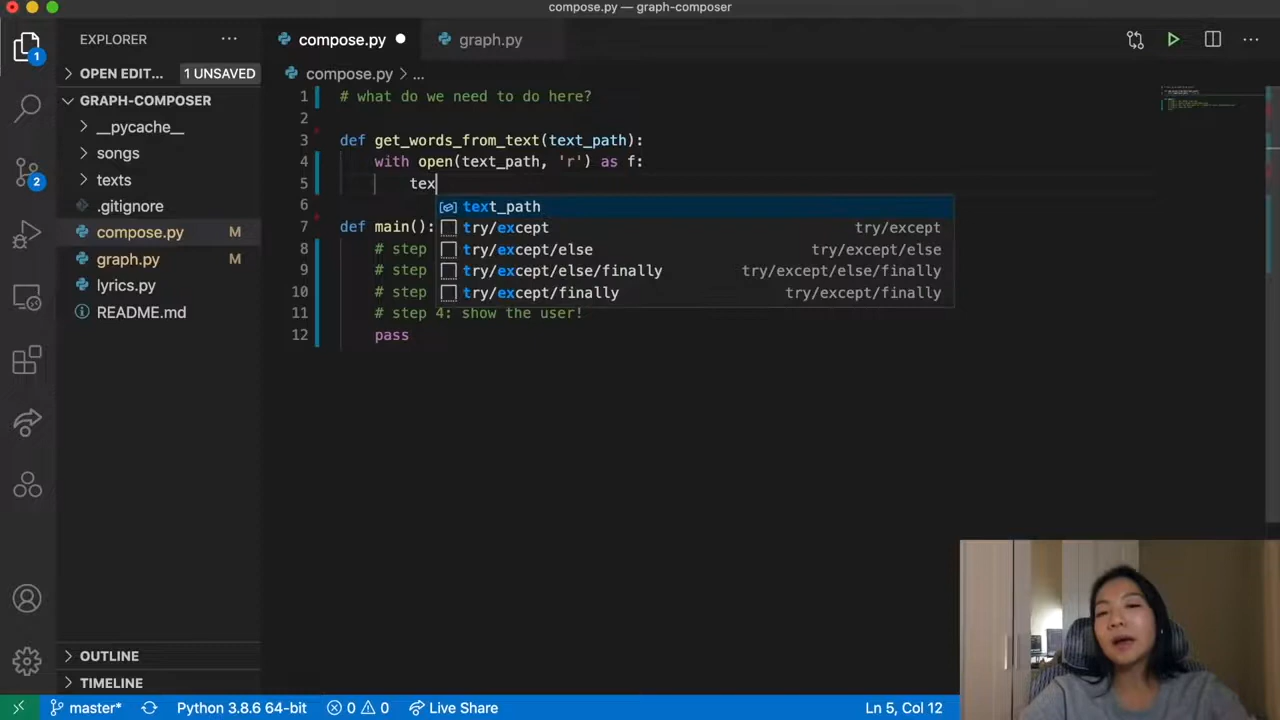 compose.py — graph-composer
EXPLORER
compose.py
graph.py
OPEN EDIT... 1 UNSAVED
compose.py > ...
GRAPH-COMPOSER
__pycache__
songs
texts
.gitignore
compose.py M
graph.py M
lyrics.py
README.md
1 # what do we need to do here?
2
3 def get_words_from_text(text_path):
4 with open(text_path, 'r') as f:
5 tex
6
7 def main():
8 # step
9 # step
10 # step
11 # step 4: show the user!
12 pass
text_path
try/except try/except
try/except/else try/except/else
try/except/else/finally try/except/else/finally
try/except/finally try/except/finally
1
2
OUTLINE
TIMELINE
master* Python 3.8.6 64-bit 0 0 Live Share Ln 5, Col 12